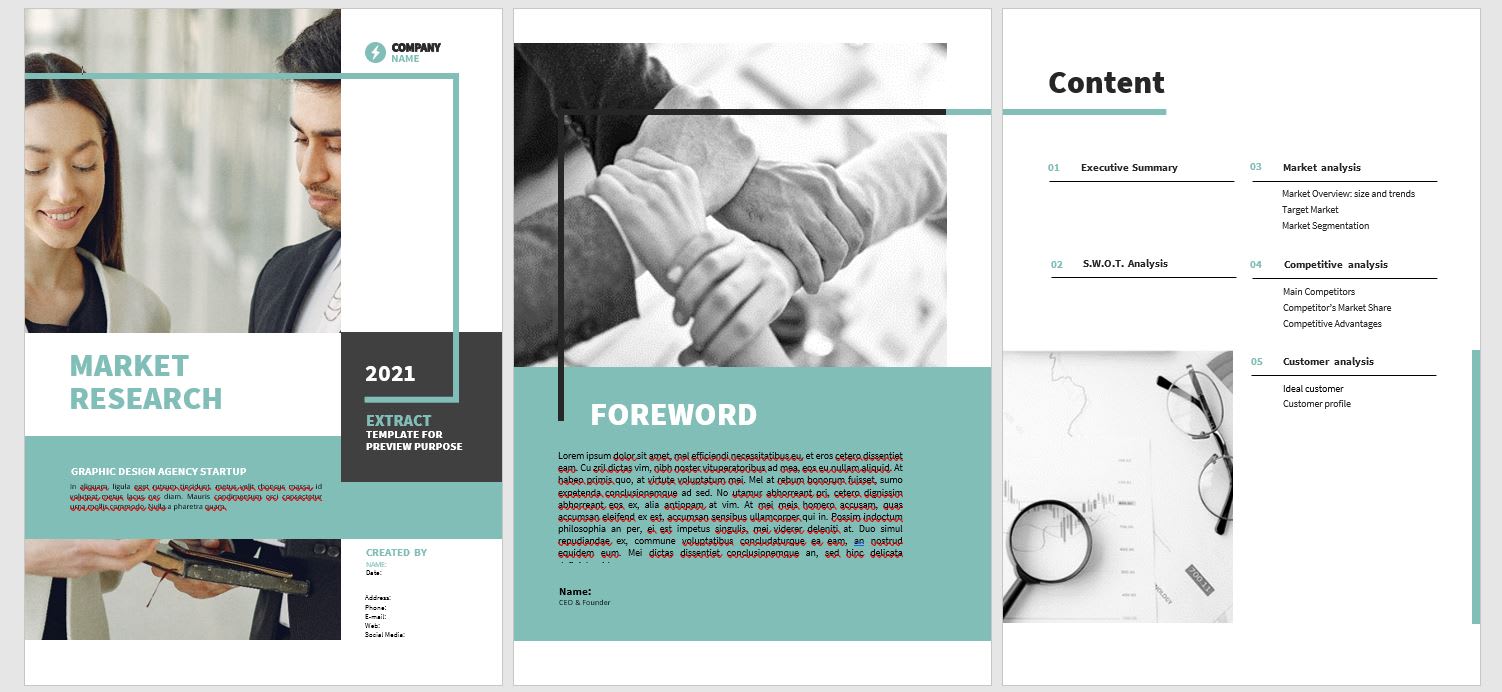 COMPANY
NAME
MARKET
RESEARCH
2021
EXTRACT
TEMPLATE FOR
PREVIEW PURPOSE
GRAPHIC DESIGN AGENCY STARTUP
In aliquam, ligula eget rutrum tincidunt, metus velit rhoncus massa, id
volutpat metus lacus nec diam. Mauris condimentum orci consectetur
urna mollis commodo. Nulla a pharetra quam.
CREATED BY
NAME:
Date:
Address:
Phone:
E-mail:
Web:
Social Media:
FOREWORD
Lorem ipsum dolor sit amet, mel efficiendi necessitatibus eu, et eros cetero dissentiet
eam. Cu zril dictas vim, nibh noster vituperatoribus ad mea, eos eu nullam aliquid. At
habeo primis quo, at virtute voluptatum mei. Mel at rebum bonorum fuisset, sumo
expetenda conclusionemque ad sed. No utamur abhorreant pri, cetero dignissim
abhorreant ea ex, alia antiopam at vim. At mei meis nonumy accusam, quas
accumsan eleifend ex est, accumsan sensibus ullamcorper qui in. Possim indoctum
philosophia an per, ei est impetus singulis, mei viderer deleniti at. Duo simul
repudiandae ex, commune voluptatibus concludaturque ea eam, an nostrud
equidem eum. Mei dictas dissentiet conclusionemque an, sed hinc delicata
Name:
CEO & Founder
Content
01 Executive Summary
02 S.W.O.T. Analysis
03 Market analysis
Market Overview: size and trends
Target Market
Market Segmentation
04 Competitive analysis
Main Competitors
Competitor's Market Share
Competitive Advantages
05 Customer analysis
Ideal customer
Customer profile